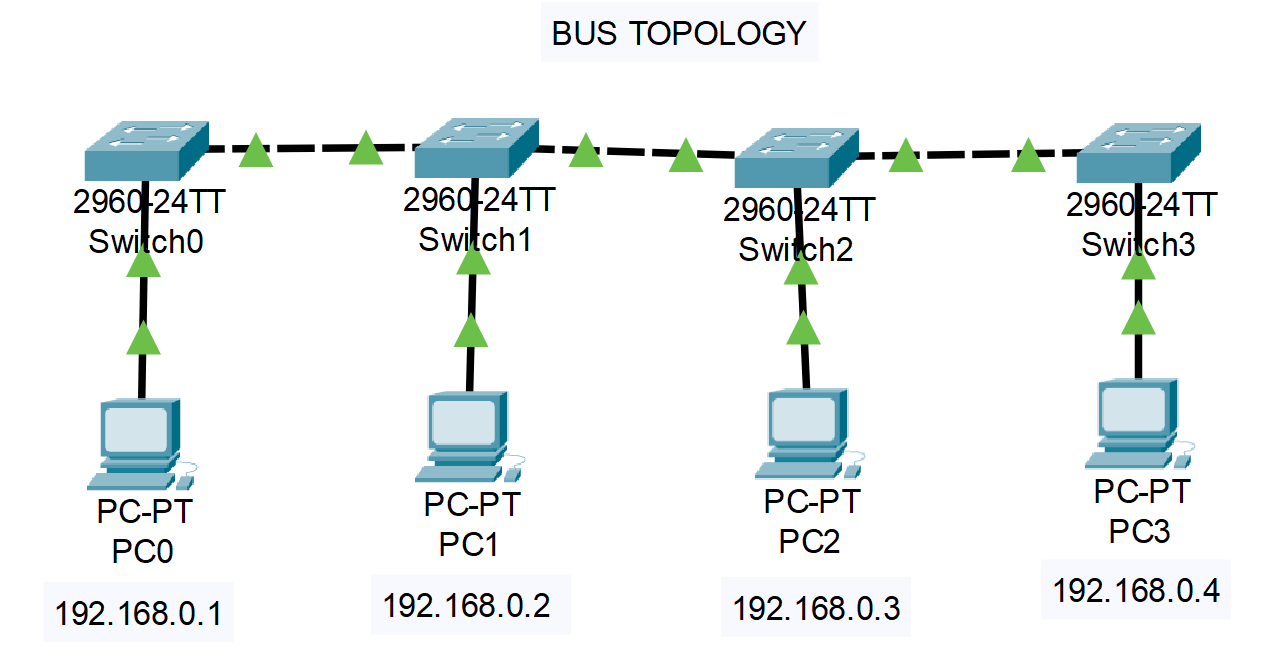 BUS TOPOLOGY
2960-24TT
Switch0
2960-24TT
Switch1
2960-24TT
Switch2
2960-24TT
Switch3
PC-PT
PC0
PC-PT
PC1
PC-PT
PC2
PC-PT
PC3
192.168.0.1
192.168.0.2
192.168.0.3
192.168.0.4